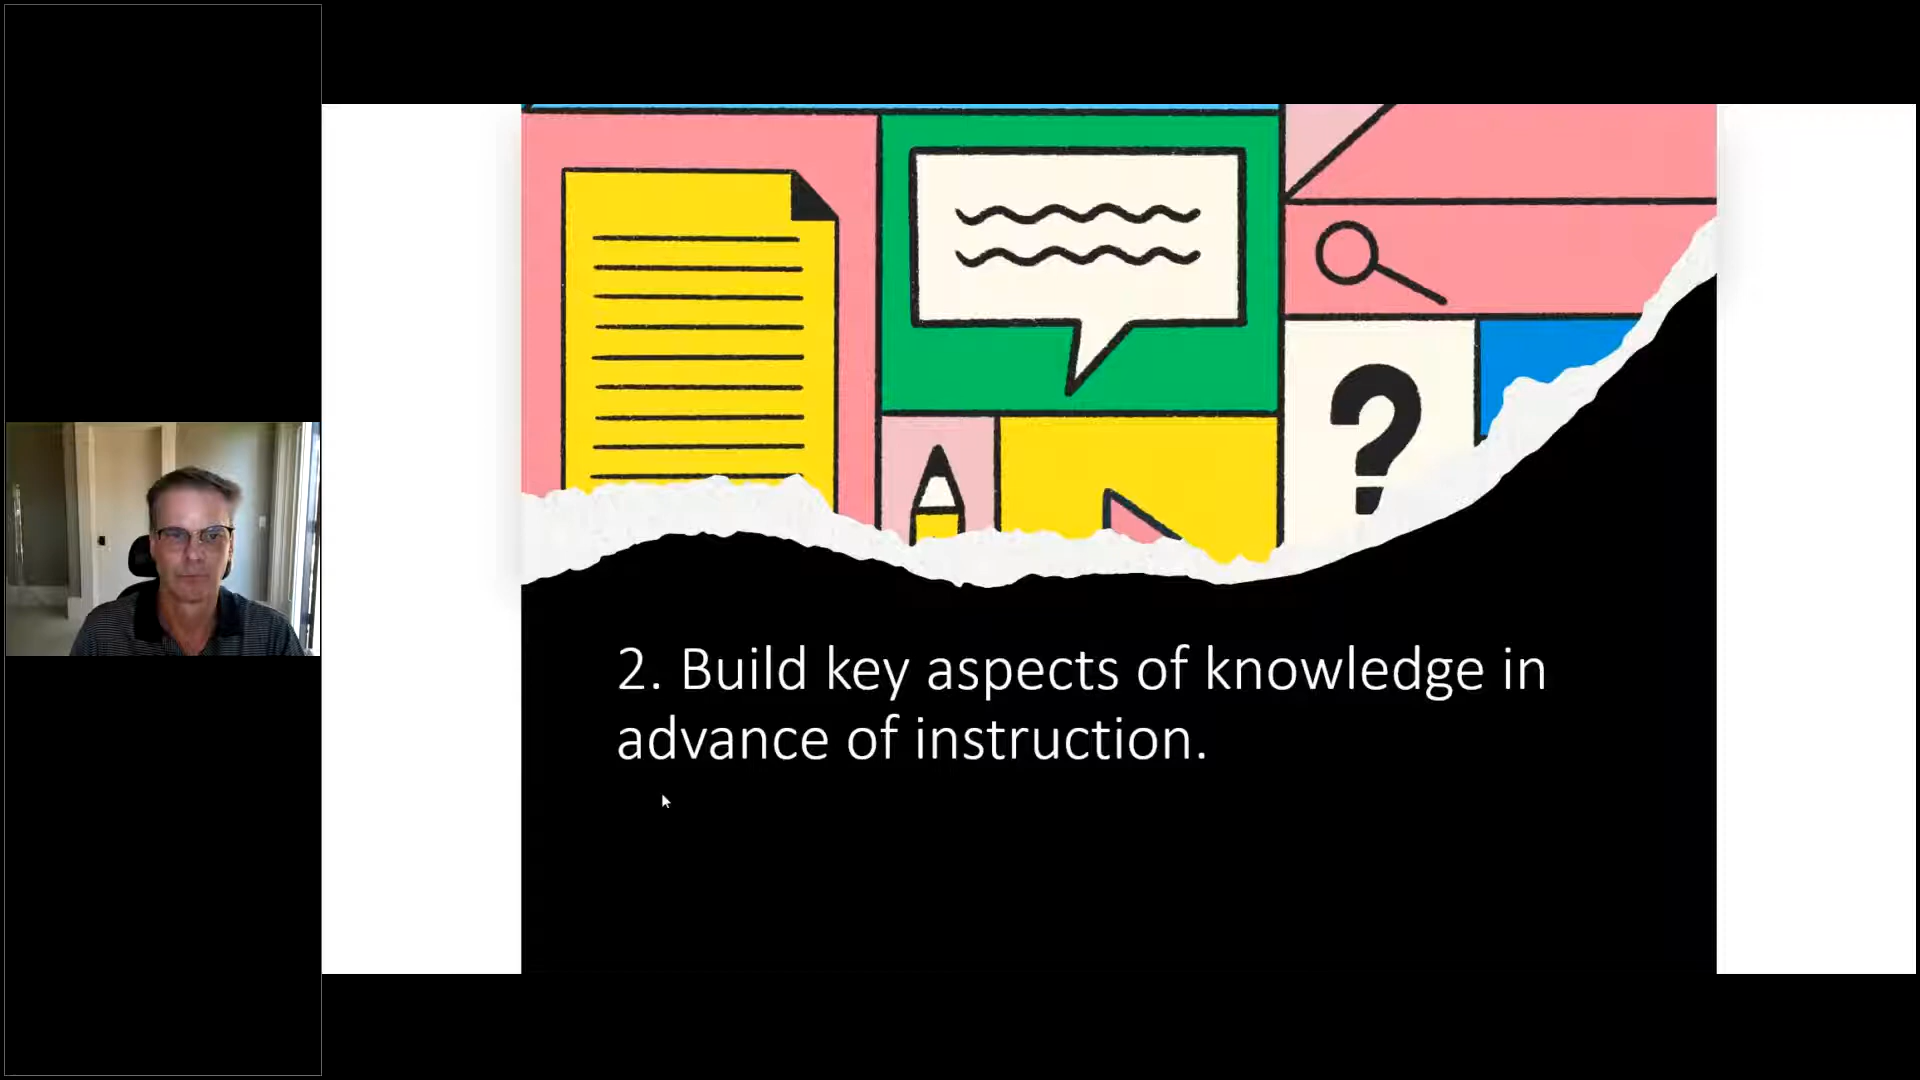 2. Build key aspects of knowledge in
advance of instruction.